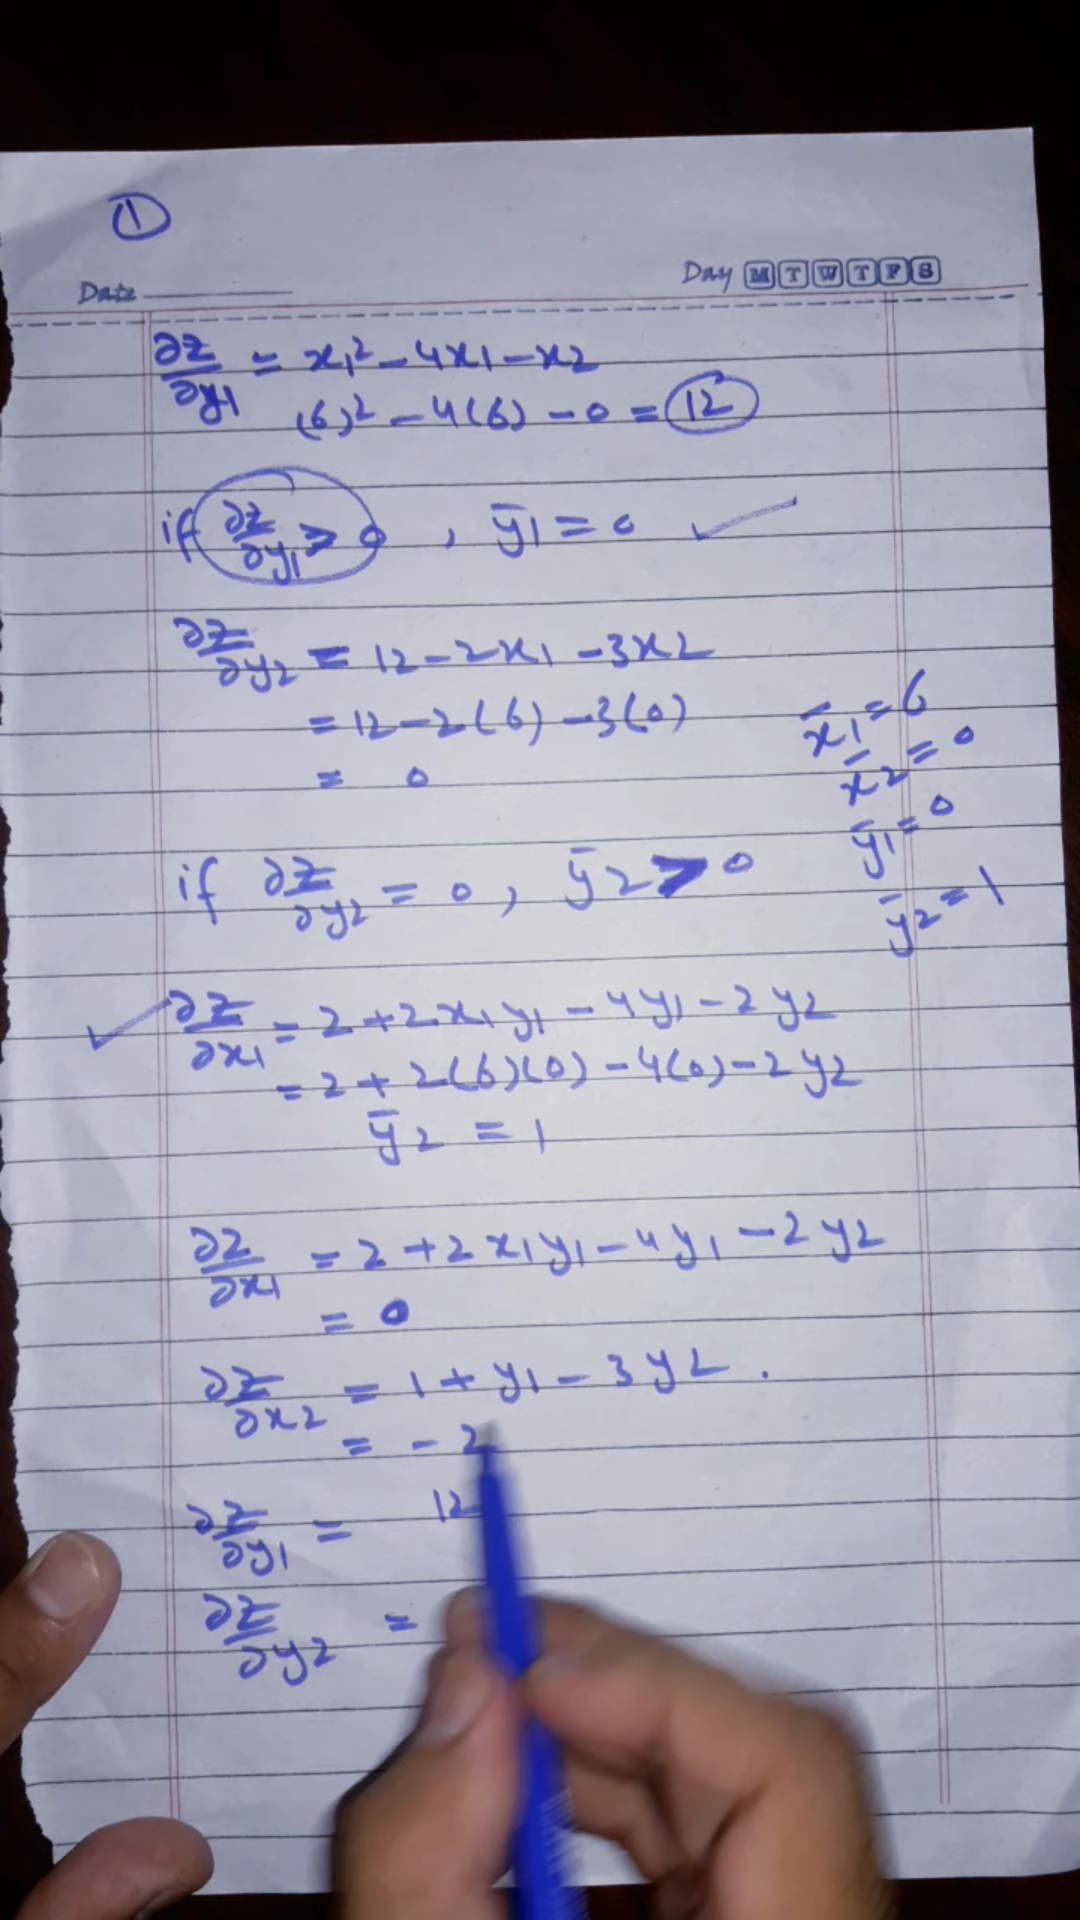 ①
Date
Day M T W T F S
∂z/∂y1 = x1² - 4x1 - x2
(6)² - 4(6) - 0 = 12
if ∂z/∂y1 > 0 , ȳ1 = 0 ✓
∂z/∂y2 = 12 - 2x1 - 3x2
= 12 - 2(6) - 3(0)
= 0
x̄1 = 6
x̄2 = 0
ȳ1 = 0
ȳ2 = 1
if ∂z/∂y2 = 0 , ȳ2 > 0
✓ ∂z/∂x1 = 2 + 2x1y1 - 4y1 - 2y2
= 2 + 2(6)(0) - 4(0) - 2y2
ȳ2 = 1
∂z/∂x1 = 2 + 2x1y1 - 4y1 - 2y2
= 0
∂z/∂x2 = 1 + y1 - 3y2 .
= - 2
∂z/∂y1 = 12
∂z/∂y2 =